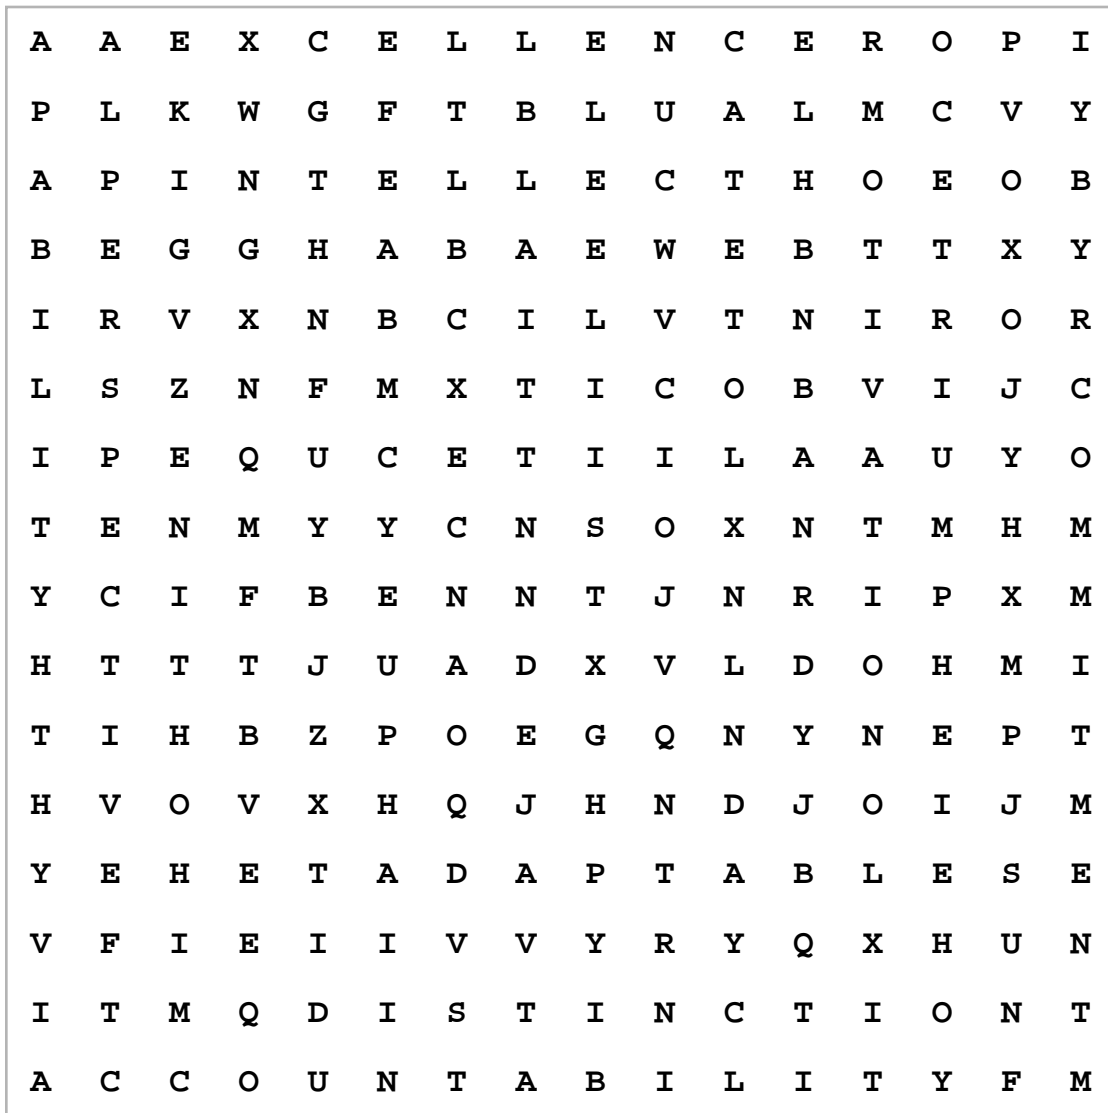 A A E X C E L L E N C E R O P I
P L K W G F T B L U A L M C V Y
A P I N T E L L E C T H O E O B
B E G G H A B A E W E B T T X Y
I R V X N B C I L V T N I R O R
L S Z N F M X T I C O B V I J C
I P E Q U C E T I I L A A U Y O
T E N M Y Y C N S O X N T M H M
Y C I F B E N N T J N R I P X M
H T T T J U A D X V L D O H M I
T I H B Z P O E G Q N Y N E P T
H V O V X H Q J H N D J O I J M
Y E H E T A D A P T A B L E S E
V F I E I I V V Y R Y Q X H U N
I T M Q D I S T I N C T I O N T
A C C O U N T A B I L I T Y F M